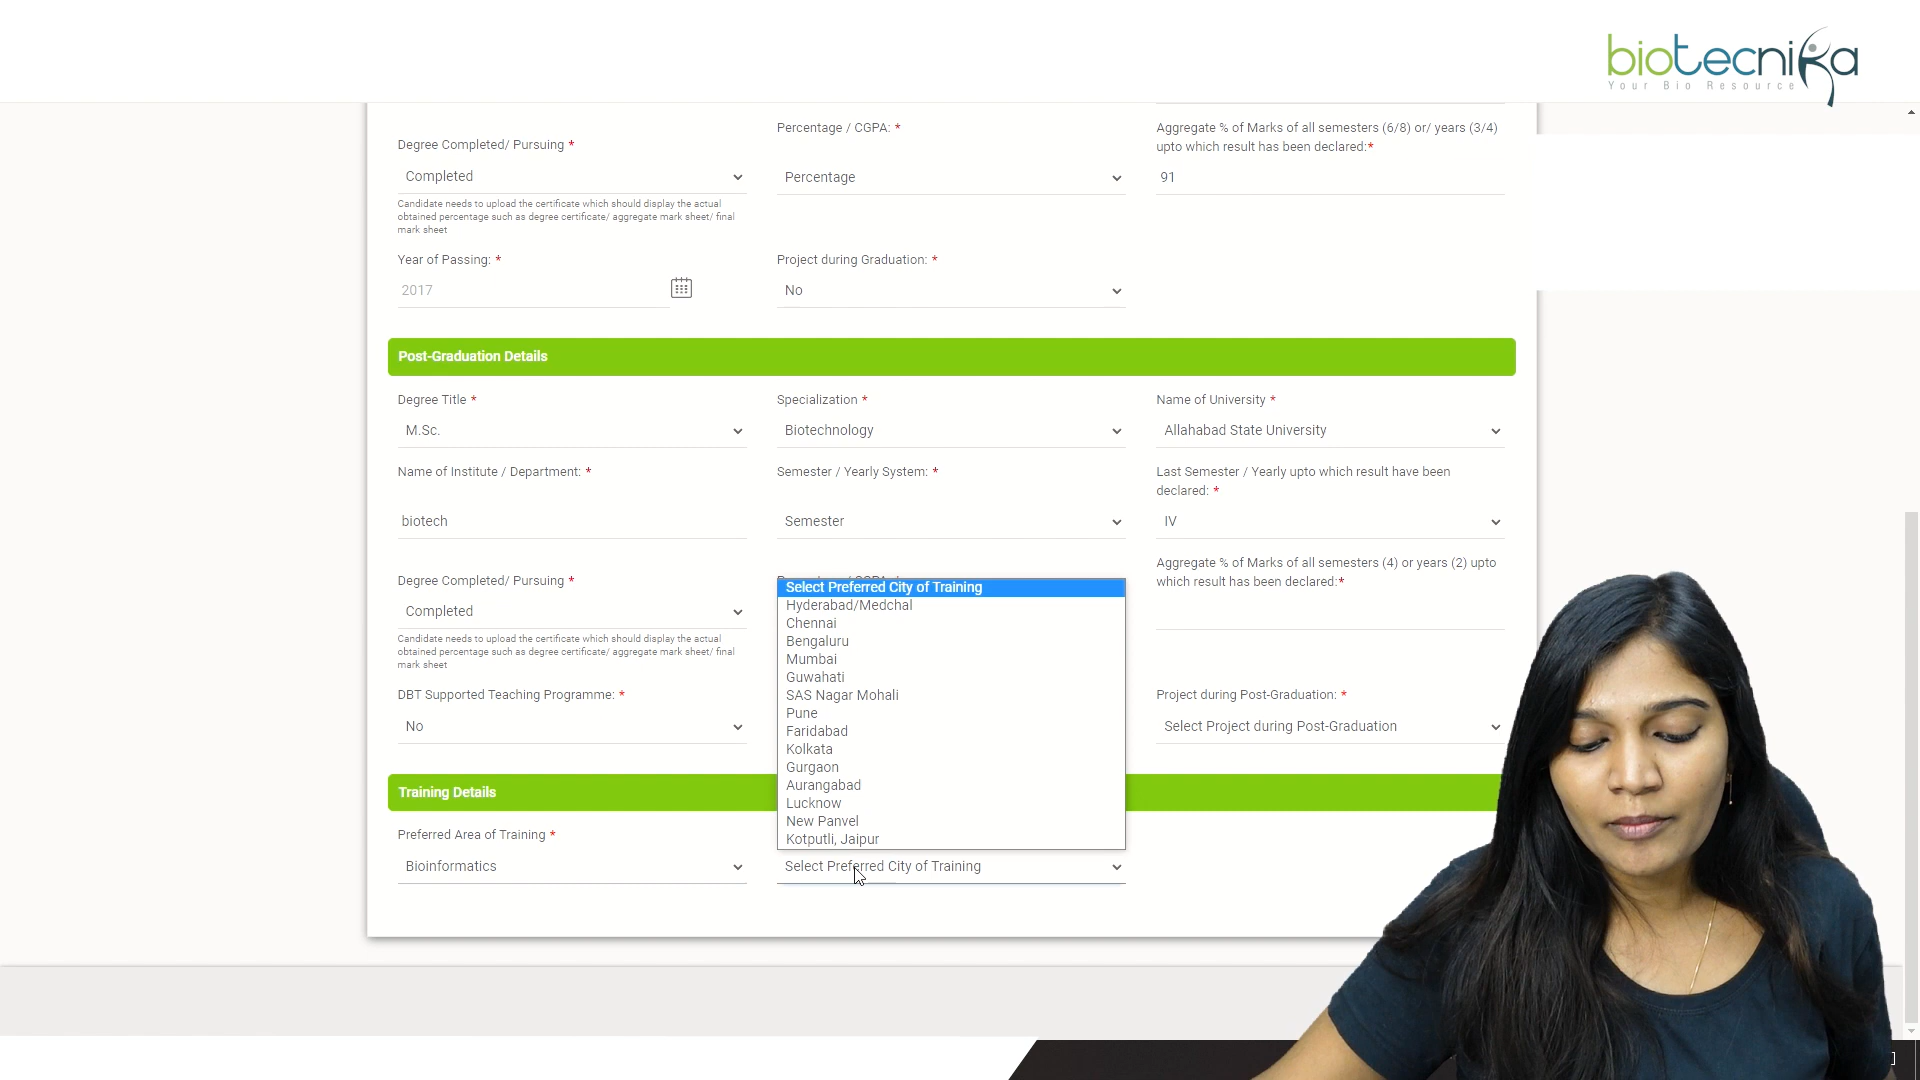 biotecnika
Your Bio Resource
Percentage / CGPA: *
Aggregate % of Marks of all semesters (6/8) or/ years (3/4)
upto which result has been declared:*
Degree Completed/ Pursuing *
Completed
Percentage
91
Candidate needs to upload the certificate which should display the actual
obtained percentage such as degree certificate/ aggregate mark sheet/ final
mark sheet
Year of Passing: *
Project during Graduation: *
2017
No
Post-Graduation Details
Degree Title *
Specialization *
Name of University *
M.Sc.
Biotechnology
Allahabad State University
Name of Institute / Department: *
Semester / Yearly System: *
Last Semester / Yearly upto which result have been
declared: *
biotech
Semester
IV
Aggregate % of Marks of all semesters (4) or years (2) upto
which result has been declared:*
Degree Completed/ Pursuing *
Completed
Candidate needs to upload the certificate which should display the actual
obtained percentage such as degree certificate/ aggregate mark sheet/ final
mark sheet
DBT Supported Teaching Programme: *
No
Project during Post-Graduation: *
Select Project during Post-Graduation
Select Preferred City of Training
Hyderabad/Medchal
Chennai
Bengaluru
Mumbai
Guwahati
SAS Nagar Mohali
Pune
Faridabad
Kolkata
Gurgaon
Aurangabad
Lucknow
New Panvel
Kotputli, Jaipur
Training Details
Preferred Area of Training *
Bioinformatics
Select Preferred City of Training